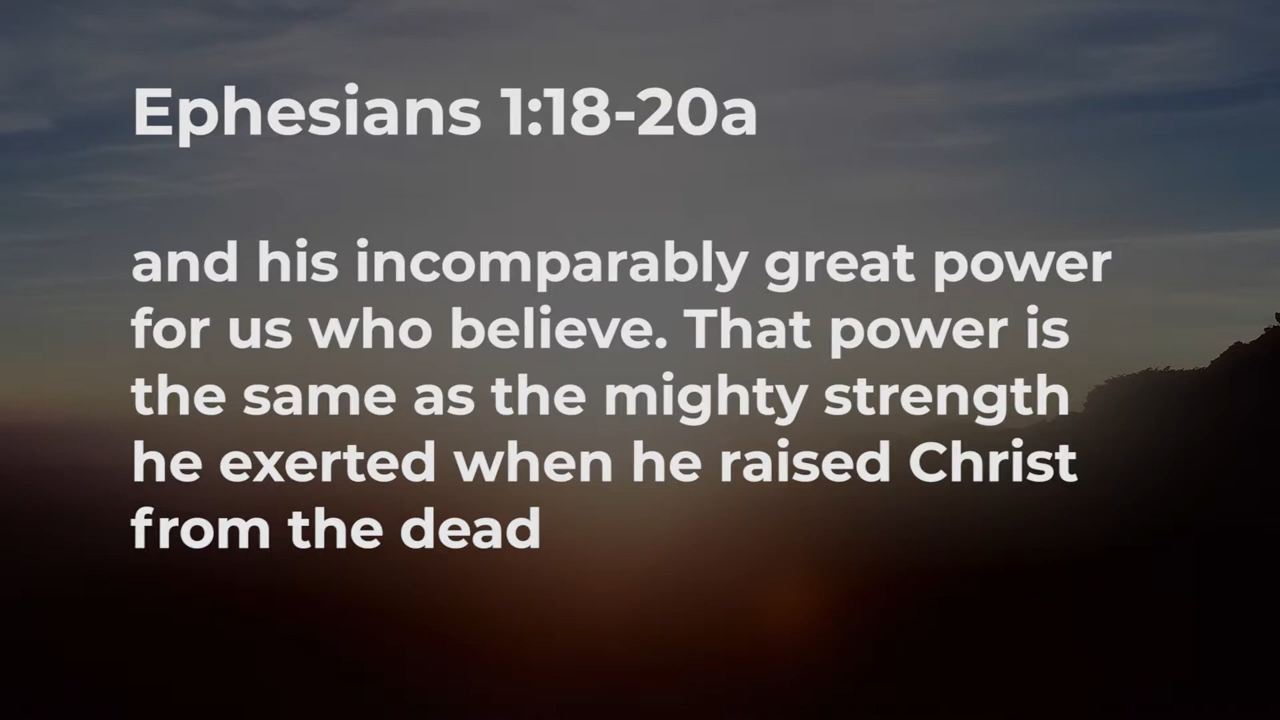 Ephesians 1:18-20a
and his incomparably great power
for us who believe. That power is
the same as the mighty strength
he exerted when he raised Christ
from the dead